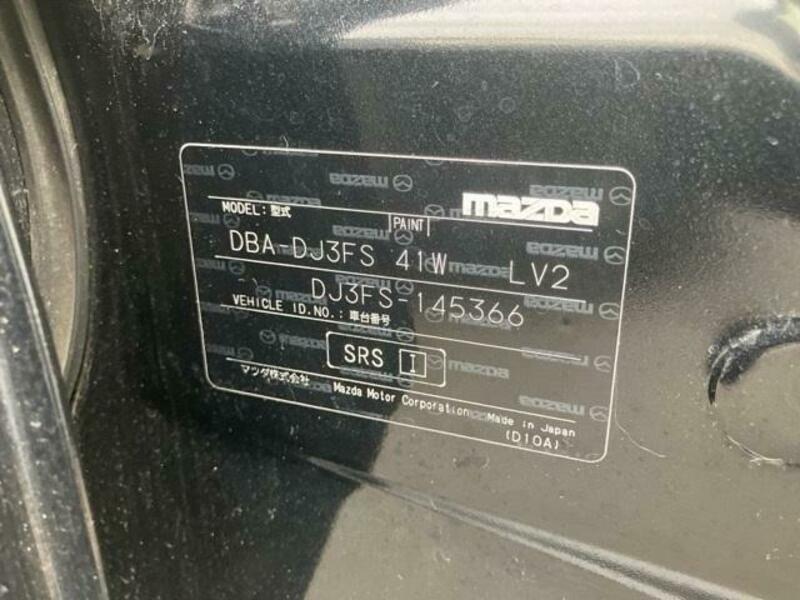 mazda
MODEL：型式 PAINT
DBA-DJ3FS 41W LV2
DJ3FS-145366
VEHICLE ID.NO.：車台番号
SRS I
マツダ株式会社 Mazda Motor Corporation Made in Japan
(D10A)